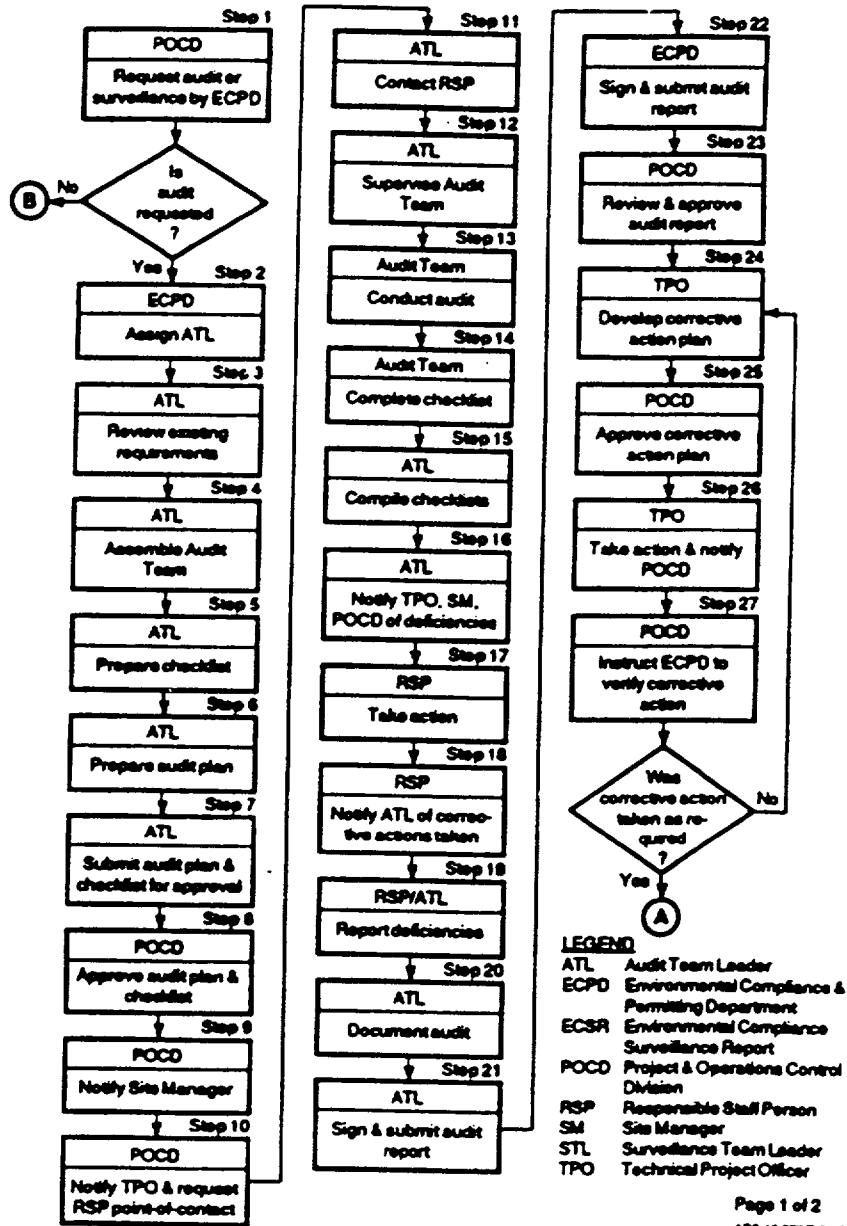 Step 1
POCD
Request audit or
surveillance by ECPD
Is
audit
requested
?
No
B
Yes
Step 2
ECPD
Assign ATL
Step 3
ATL
Review existing
requirements
Step 4
ATL
Assemble Audit
Team
Step 5
ATL
Prepare checklist
Step 6
ATL
Prepare audit plan
Step 7
ATL
Submit audit plan &
checklist for approval
Step 8
POCD
Approve audit plan &
checklist
Step 9
POCD
Notify Site Manager
Step 10
POCD
Notify TPO & request
RSP point-of-contact
Step 11
ATL
Contact RSP
Step 12
ATL
Supervise Audit
Team
Step 13
Audit Team
Conduct audit
Step 14
Audit Team
Complete checklist
Step 15
ATL
Compile checklists
Step 16
ATL
Notify TPO, SM,
POCD of deficiencies
Step 17
RSP
Take action
Step 18
RSP
Notify ATL of correc-
tive actions taken
Step 19
RSP/ATL
Report deficiencies
Step 20
ATL
Document audit
Step 21
ATL
Sign & submit audit
report
Step 22
ECPD
Sign & submit audit
report
Step 23
POCD
Review & approve
audit report
Step 24
TPO
Develop corrective
action plan
Step 25
POCD
Approve corrective
action plan
Step 26
TPO
Take action & notify
POCD
Step 27
POCD
Instruct ECPD to
verify corrective
action
Was
corrective action
taken as re-
quired
?
No
Yes
A
LEGEND
ATL Audit Team Leader
ECPD Environmental Compliance &
Permitting Department
ECSR Environmental Compliance
Surveillance Report
POCD Project & Operations Control
Division
RSP Responsible Staff Person
SM Site Manager
STL Surveillance Team Leader
TPO Technical Project Officer
Page 1 of 2